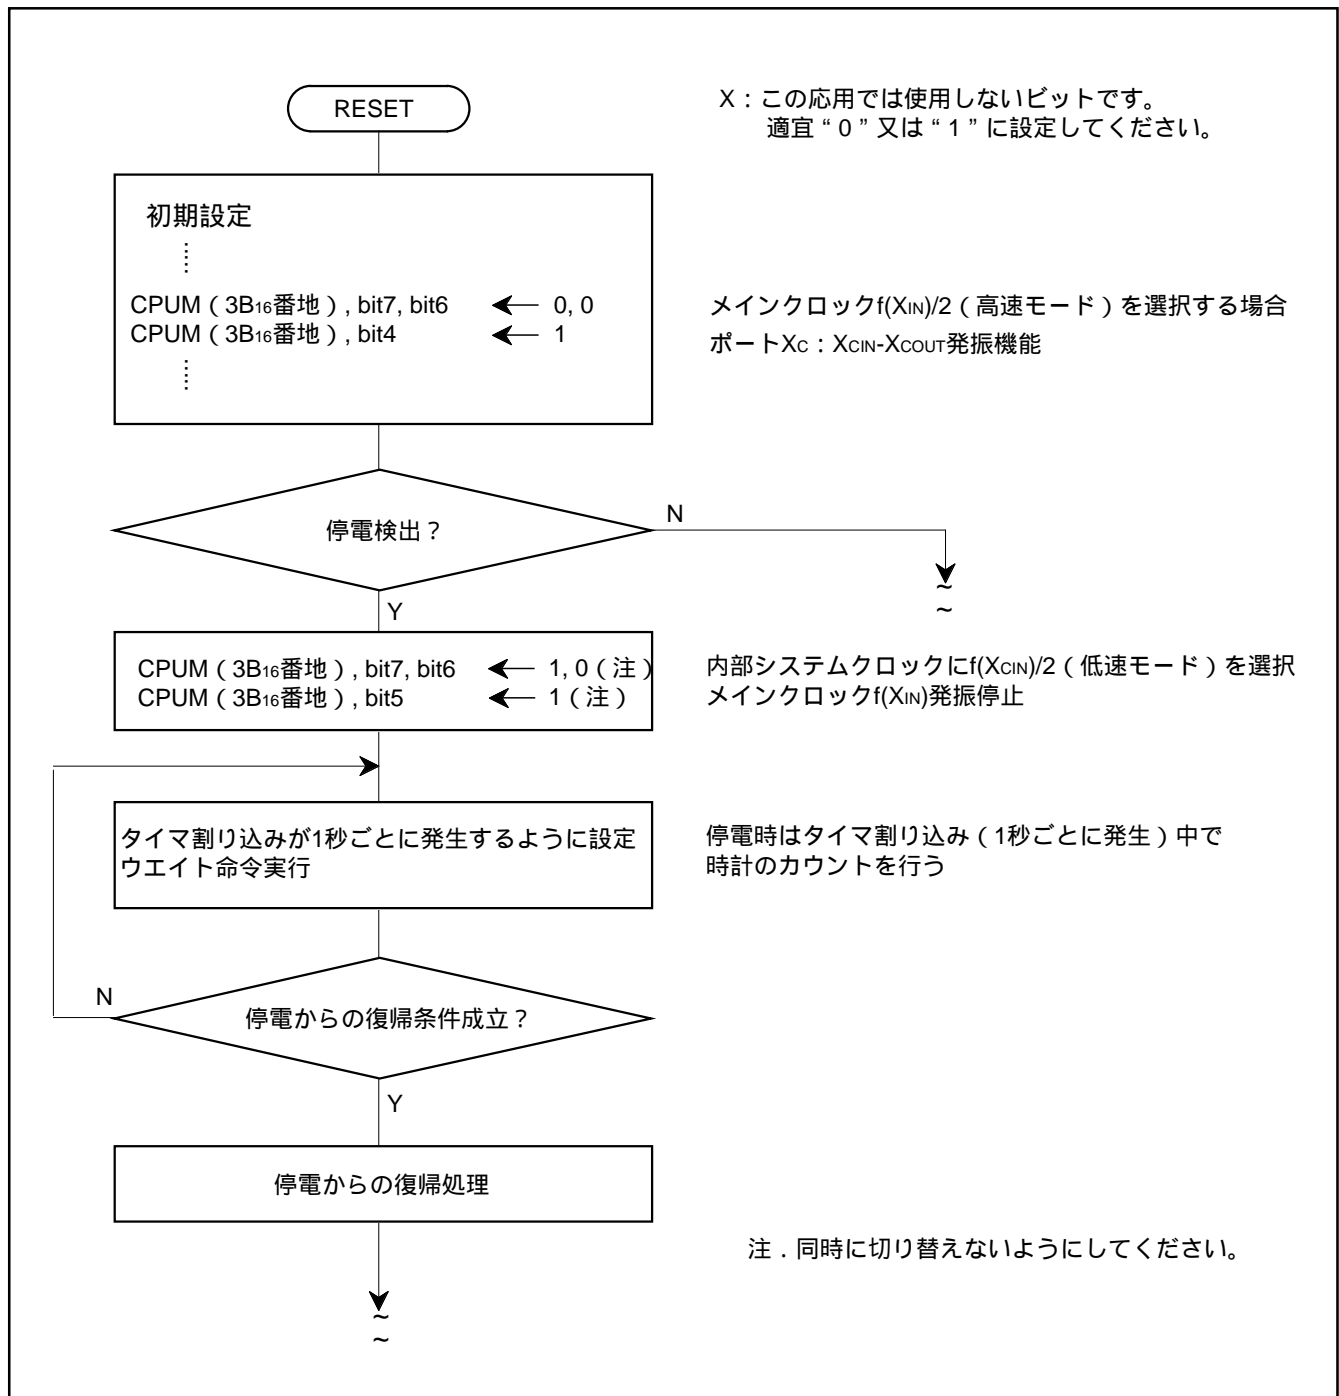 RESET
X：この応用では使用しないビットです。
適宜“0”又は“1”に設定してください。
初期設定
CPUM（3B16番地）, bit7, bit6 ← 0, 0
CPUM（3B16番地）, bit4 ← 1
メインクロックf(XIN)/2（高速モード）を選択する場合
ポートXC：XCIN-XCOUT発振機能
停電検出？
N
Y
CPUM（3B16番地）, bit7, bit6 ← 1, 0（注）
CPUM（3B16番地）, bit5 ← 1（注）
内部システムクロックにf(XCIN)/2（低速モード）を選択
メインクロックf(XIN)発振停止
タイマ割り込みが1秒ごとに発生するように設定
ウエイト命令実行
停電時はタイマ割り込み（1秒ごとに発生）中で
時計のカウントを行う
N
停電からの復帰条件成立？
Y
停電からの復帰処理
注．同時に切り替えないようにしてください。